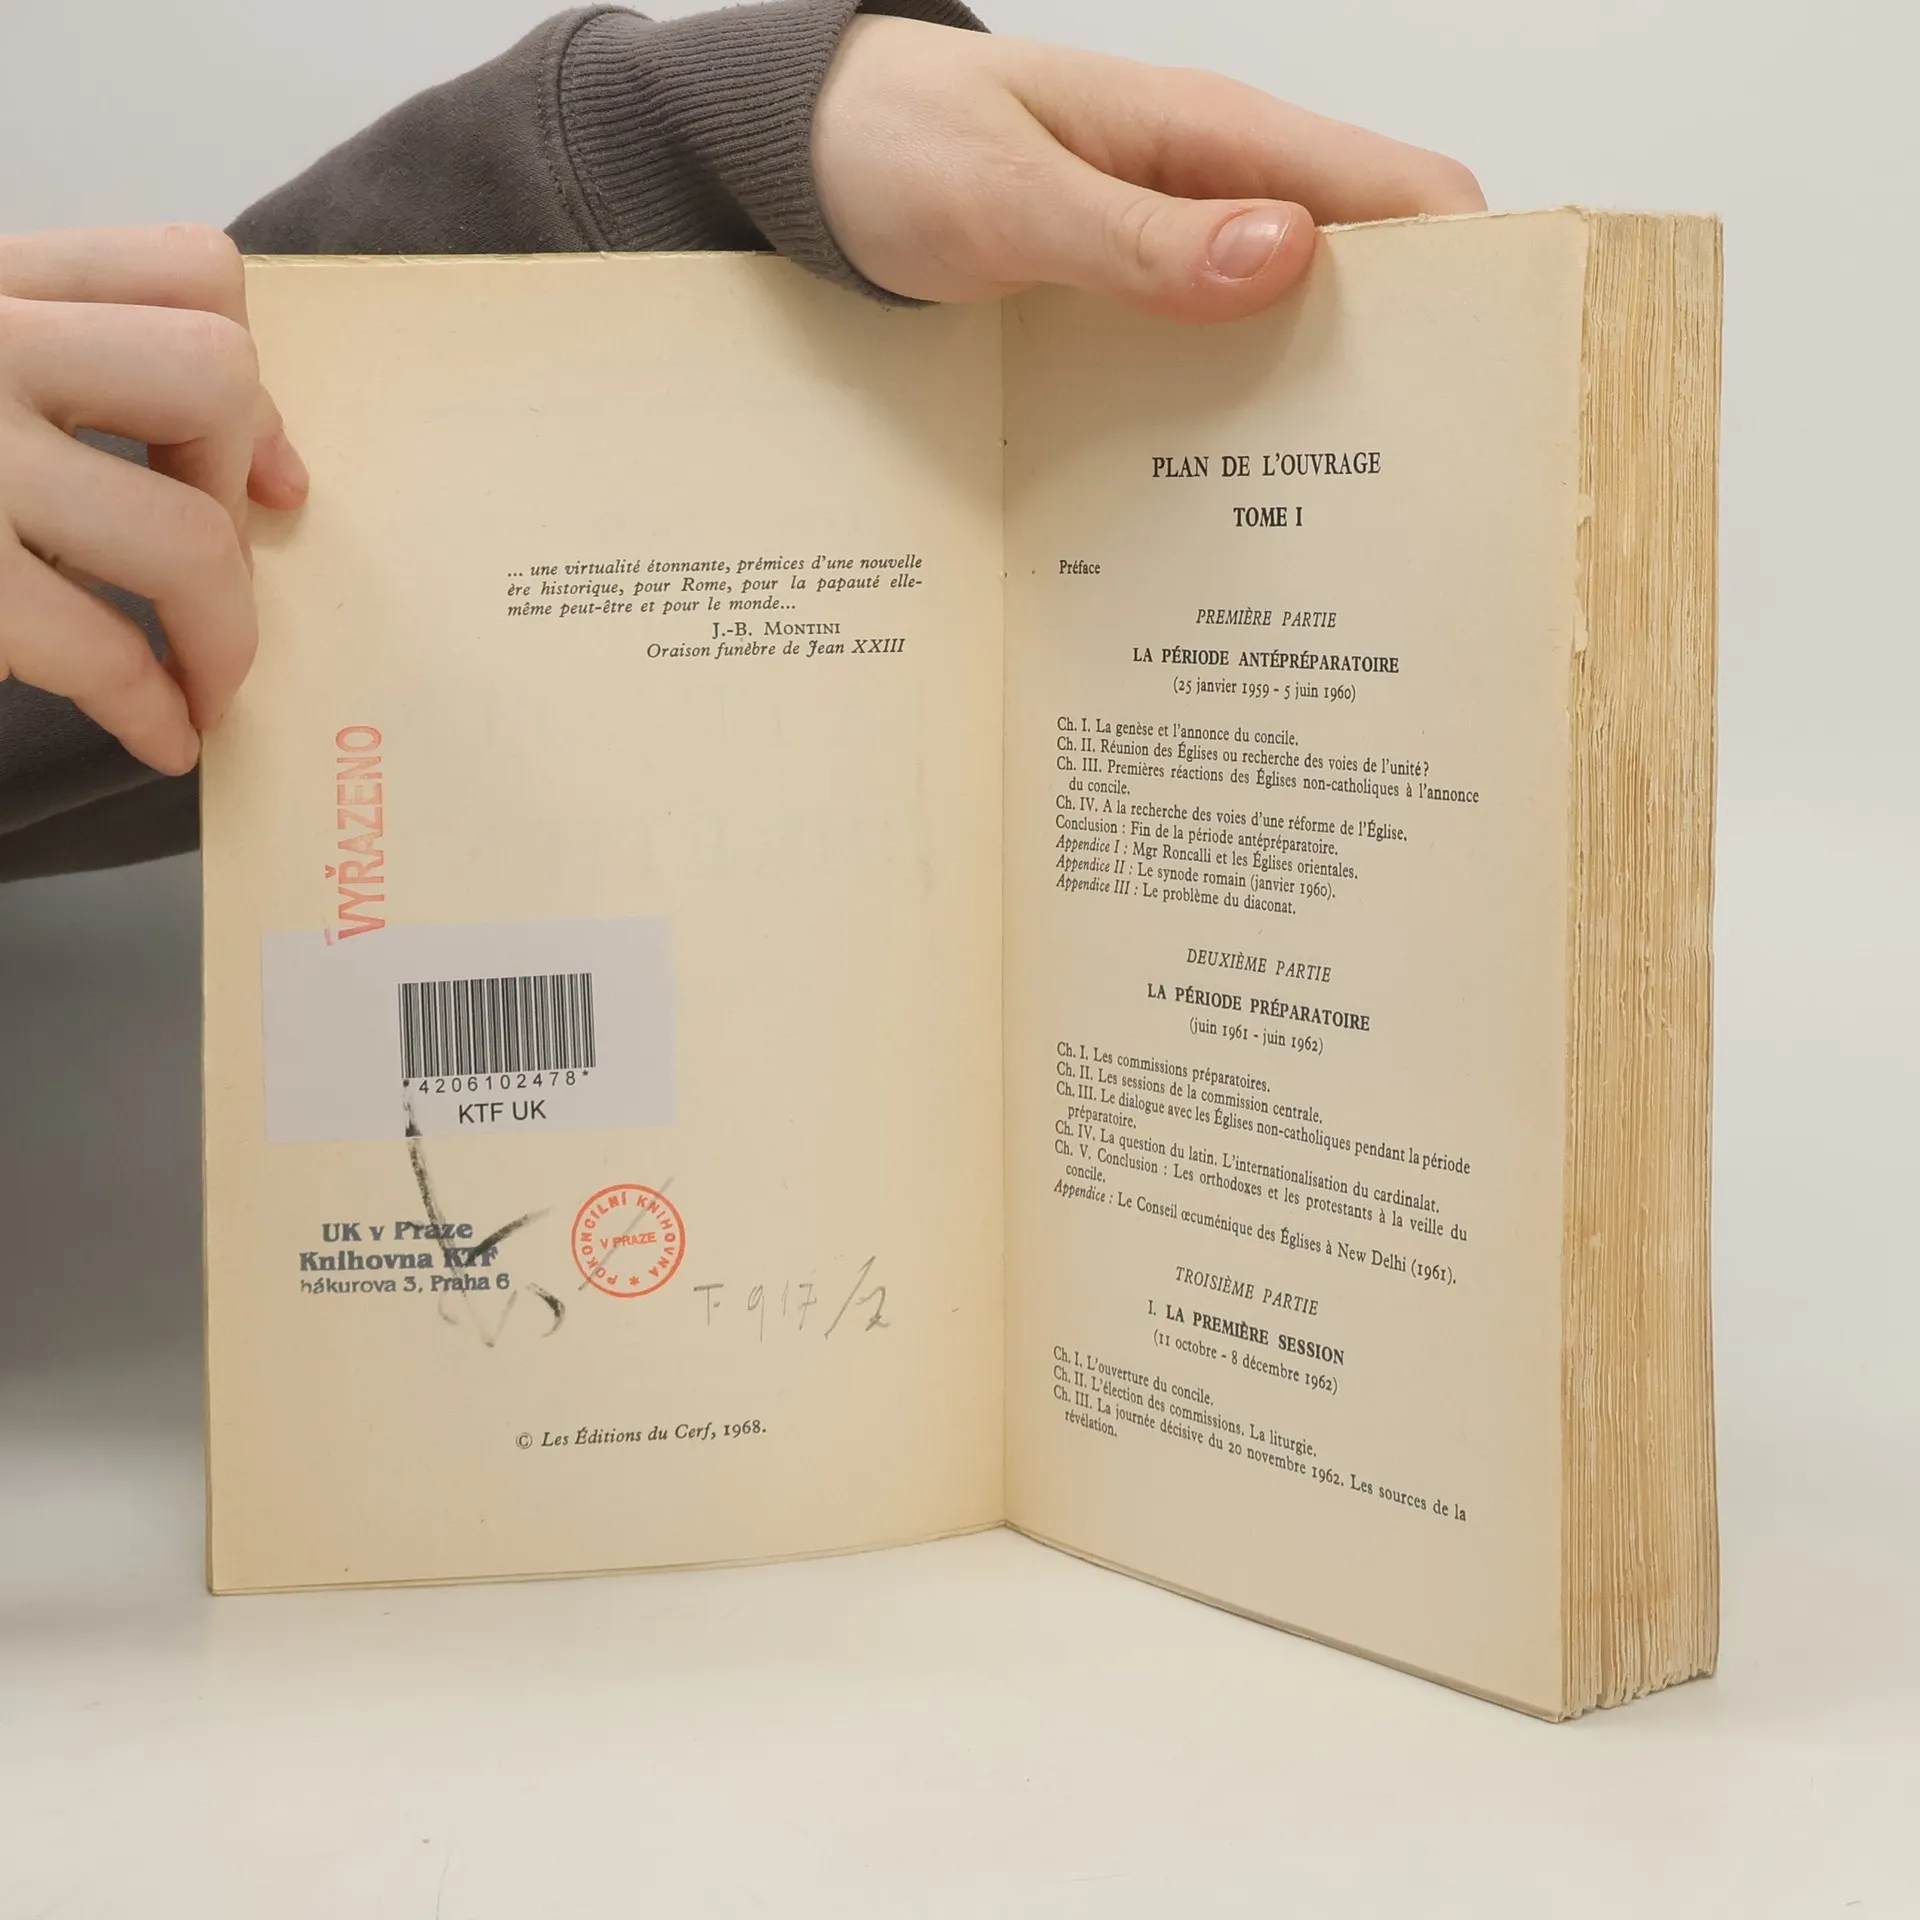 ... une virtualité étonnante, prémices d'une nouvelle
ère historique, pour Rome, pour la papauté elle-
même peut-être et pour le monde...
J.-B. MONTINI
Oraison funèbre de Jean XXIII
VYŘAZENO
*4206102478*
KTF UK
UK v Praze
Knihovna KTF
hákurova 3, Praha 6
POKONCILNÍ KNIHOVNA *
V PRAZE
T 917/2
© Les Éditions du Cerf, 1968.
PLAN DE L'OUVRAGE
TOME I
Préface
PREMIÈRE PARTIE
LA PÉRIODE ANTÉPRÉPARATOIRE
(25 janvier 1959 - 5 juin 1960)
Ch. I. La genèse et l'annonce du concile.
Ch. II. Réunion des Églises ou recherche des voies de l'unité?
Ch. III. Premières réactions des Églises non-catholiques à l'annonce
du concile.
Ch. IV. A la recherche des voies d'une réforme de l'Église.
Conclusion : Fin de la période antépréparatoire.
Appendice I : Mgr Roncalli et les Églises orientales.
Appendice II : Le synode romain (janvier 1960).
Appendice III : Le problème du diaconat.
DEUXIÈME PARTIE
LA PÉRIODE PRÉPARATOIRE
(juin 1961 - juin 1962)
Ch. I. Les commissions préparatoires.
Ch. II. Les sessions de la commission centrale.
Ch. III. Le dialogue avec les Églises non-catholiques pendant la période
préparatoire.
Ch. IV. La question du latin. L'internationalisation du cardinalat.
Ch. V. Conclusion : Les orthodoxes et les protestants à la veille du
concile.
Appendice : Le Conseil œcuménique des Églises à New Delhi (1961).
TROISIÈME PARTIE
I. LA PREMIÈRE SESSION
(11 octobre - 8 décembre 1962)
Ch. I. L'ouverture du concile.
Ch. II. L'élection des commissions. La liturgie.
Ch. III. La journée décisive du 20 novembre 1962. Les sources de la
révélation.